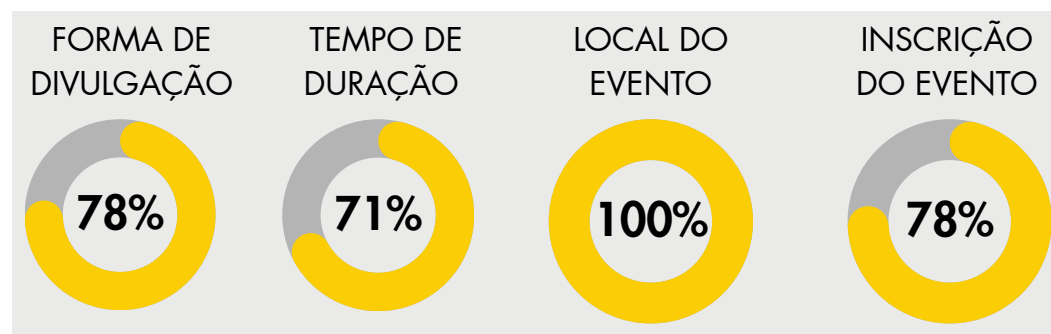 FORMA DE
DIVULGAÇÃO
78%
TEMPO DE
DURAÇÃO
71%
LOCAL DO
EVENTO
100%
INSCRIÇÃO
DO EVENTO
78%